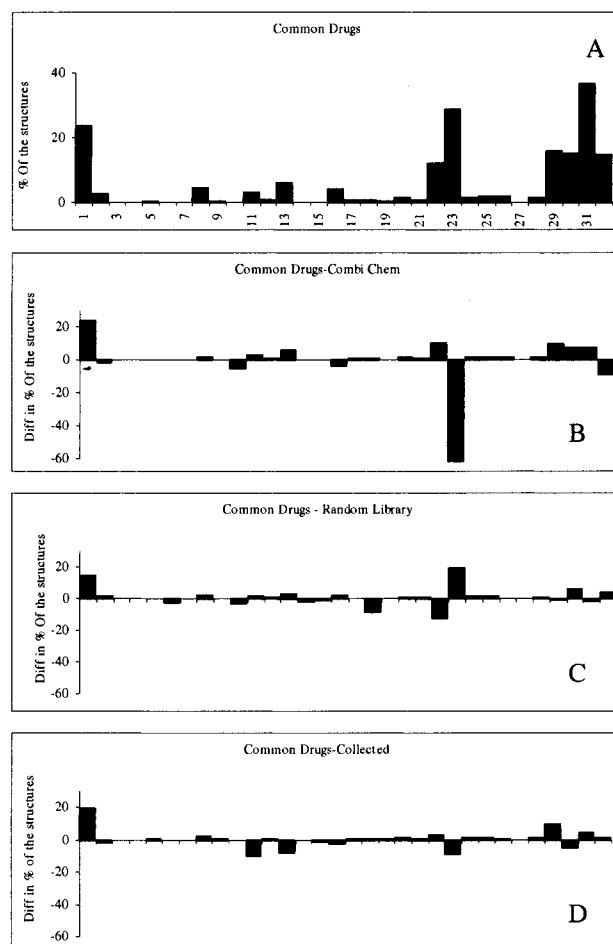 Common Drugs
A
% Of the structures
40
20
0
1 3 5 7 9 11 13 15 17 19 21 23 25 27 29 31
Common Drugs-Combi Chem
Diff in % Of the structures
20
0
-20
-40
-60
B
Common Drugs - Random Library
Diff in % Of the structures
20
0
-20
-40
-60
C
Common Drugs-Collected
Diff in % of the structures
20
0
-20
-40
-60
D